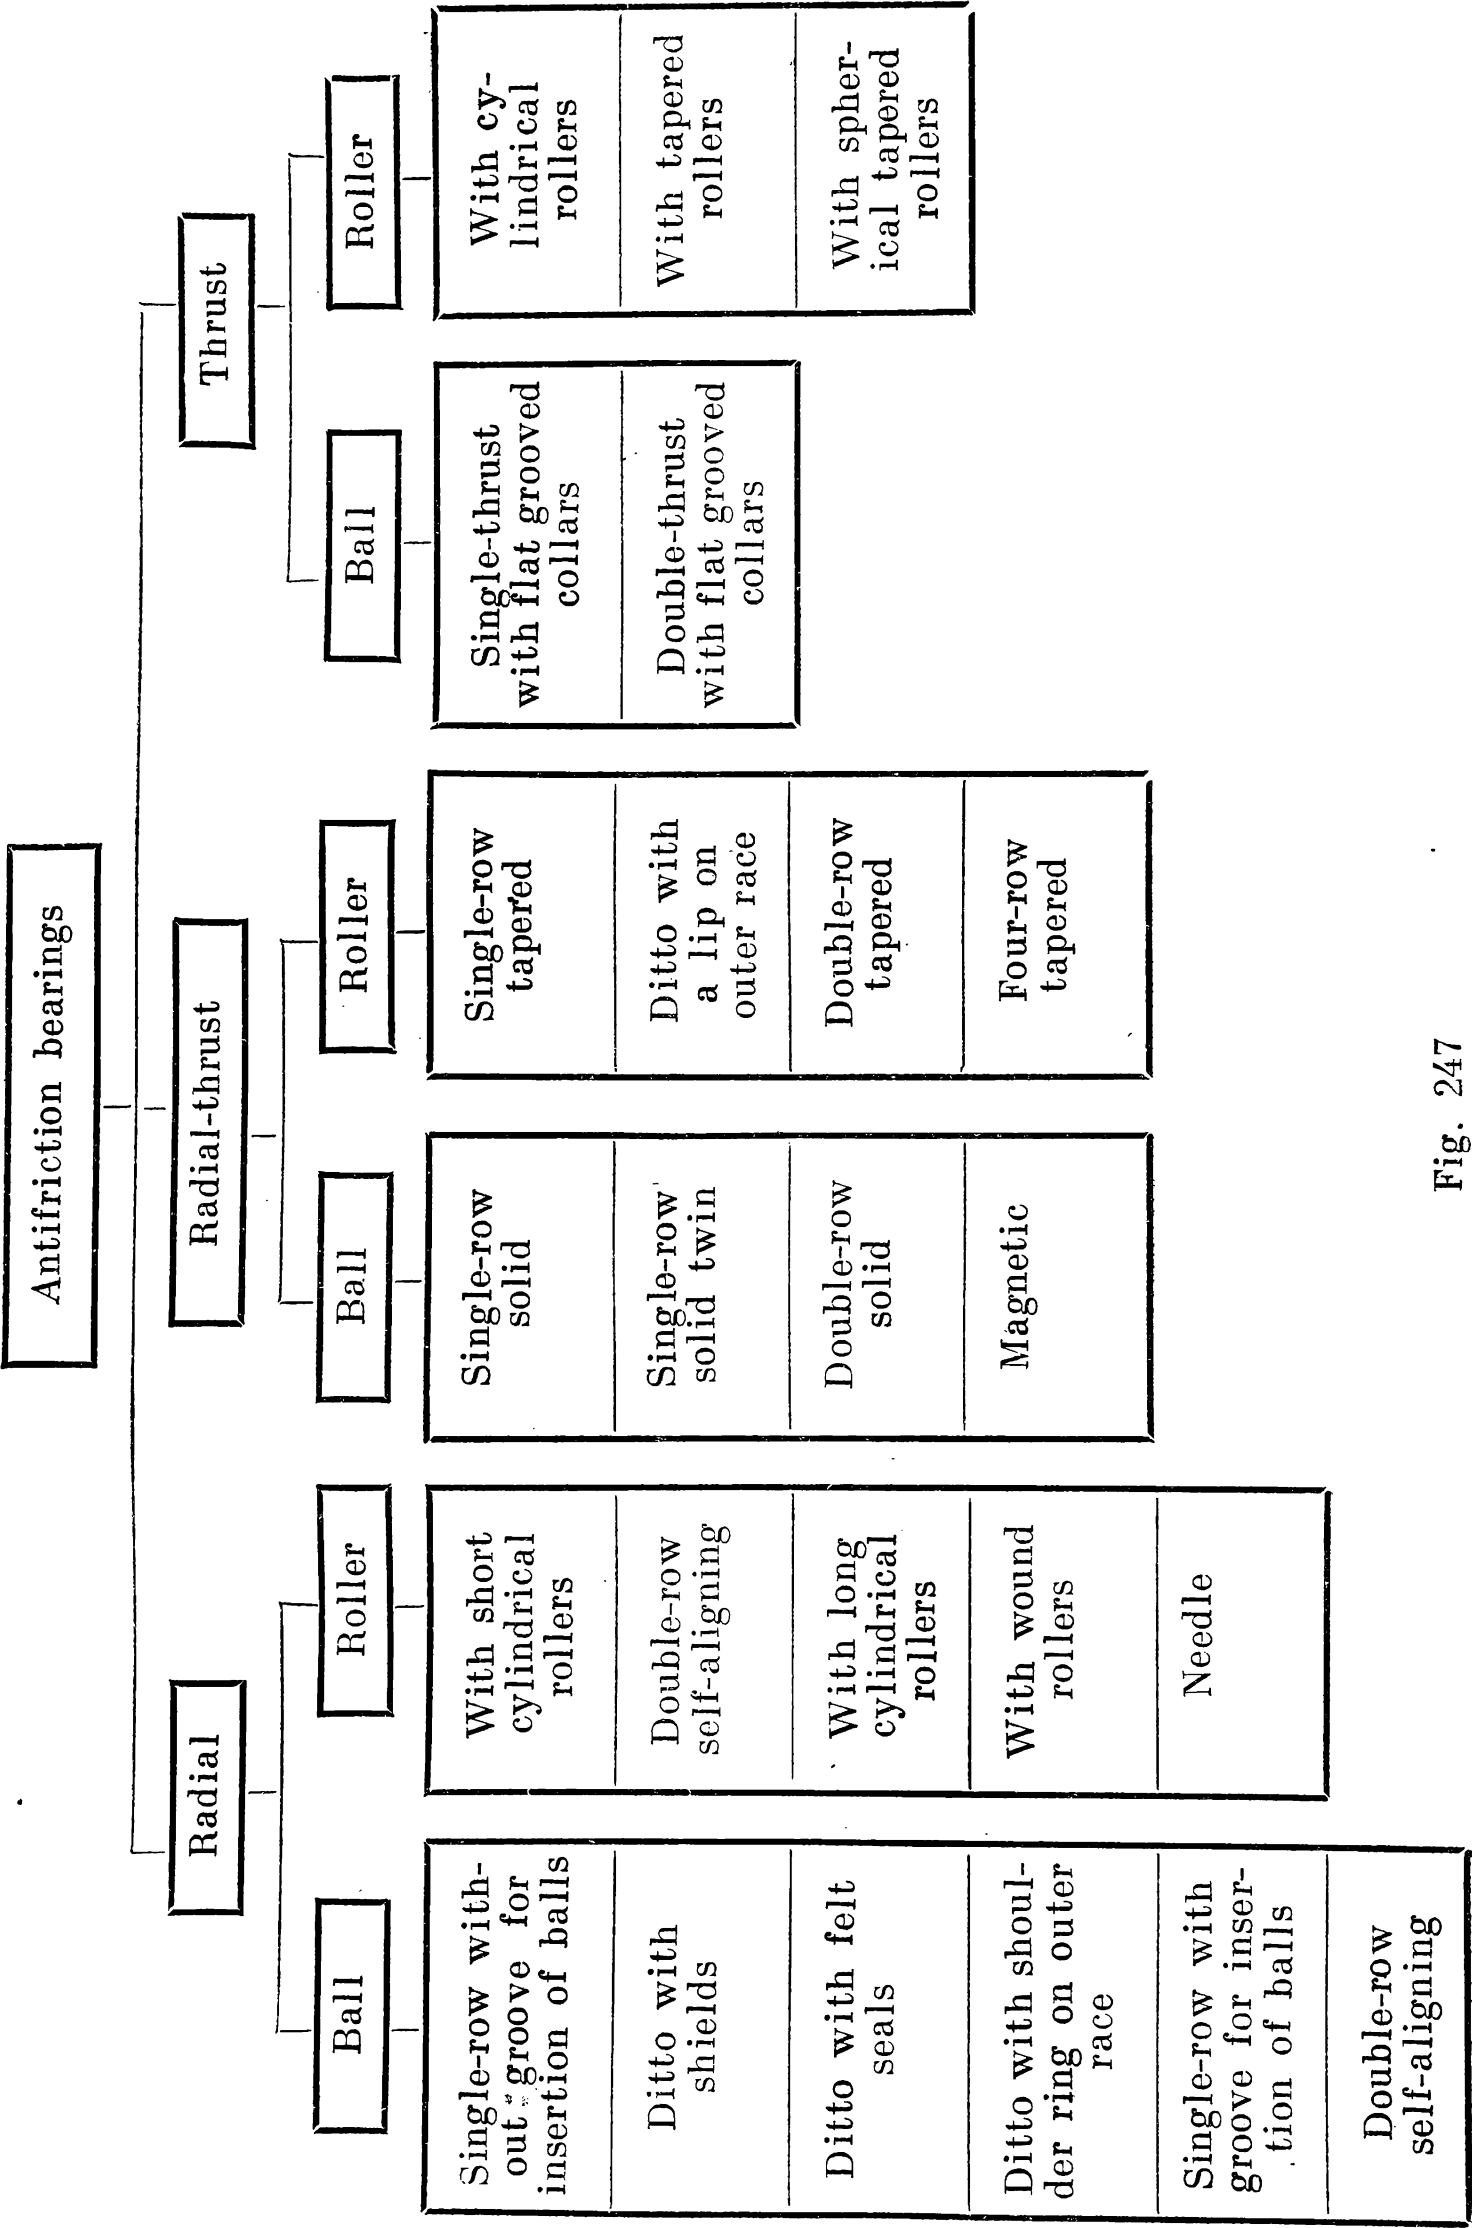 Antifriction bearings
Radial
Radial-thrust
Thrust
Ball
Roller
Ball
Roller
Ball
Roller
Single-row with-
out groove for
insertion of balls
Ditto with
shields
Ditto with felt
seals
Ditto with shoul-
der ring on outer
race
Single-row with
groove for inser-
tion of balls
Double-row
self-aligning
With short
cylindrical
rollers
Double-row
self-aligning
With long
cylindrical
rollers
With wound
rollers
Needle
Single-row
solid
Single-row
solid twin
Double-row
solid
Magnetic
Single-row
tapered
Ditto with
a lip on
outer race
Double-row
tapered
Four-row
tapered
Single-thrust
with flat grooved
collars
Double-thrust
with flat grooved
collars
With cy-
lindrical
rollers
With tapered
rollers
With spher-
ical tapered
rollers
Fig. 247